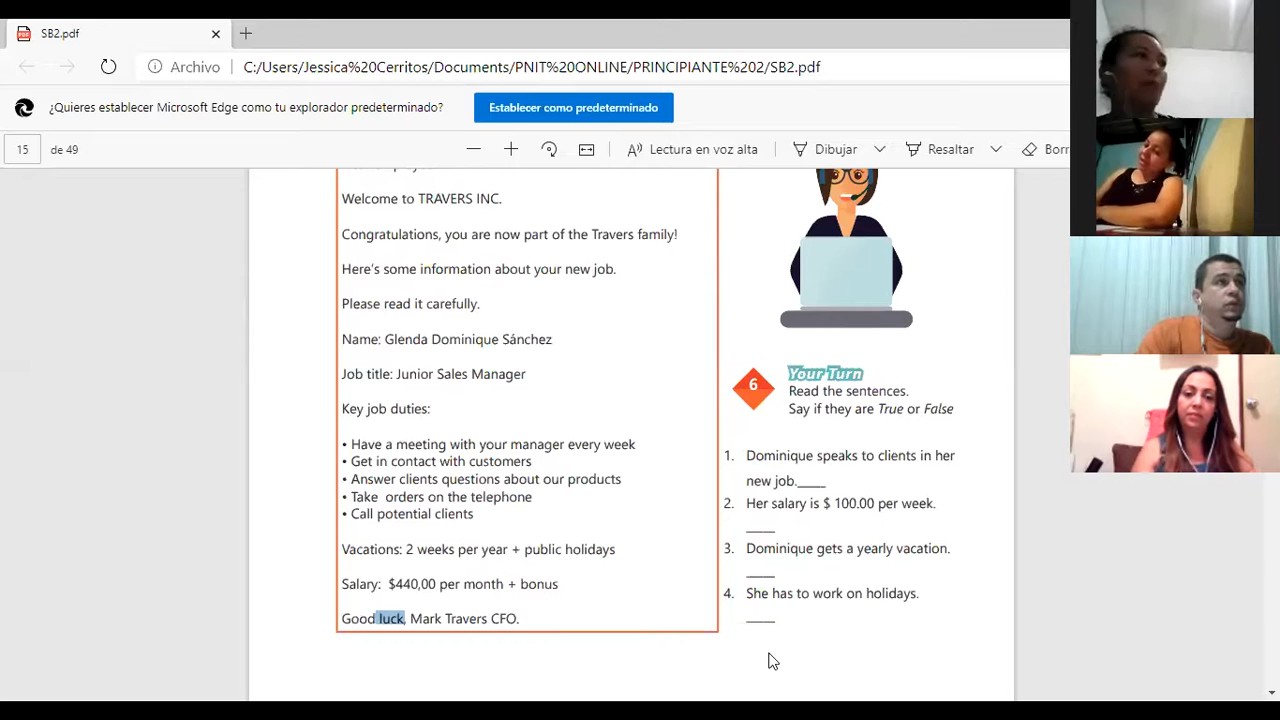 SB2.pdf
Archivo
C:/Users/Jessica%20Cerritos/Documents/PNIT%20ONLINE/PRINCIPIANTE%202/SB2.pdf
¿Quieres establecer Microsoft Edge como tu explorador predeterminado?
Establecer como predeterminado
15 de 49
Lectura en voz alta
Dibujar
Resaltar
Borr
Welcome to TRAVERS INC.
Congratulations, you are now part of the Travers family!
Here's some information about your new job.
Please read it carefully.
Name: Glenda Dominique Sánchez
Job title: Junior Sales Manager
Key job duties:
• Have a meeting with your manager every week
• Get in contact with customers
• Answer clients questions about our products
• Take orders on the telephone
• Call potential clients
Vacations: 2 weeks per year + public holidays
Salary: $440,00 per month + bonus
Good luck, Mark Travers CFO.
6
Your Turn
Read the sentences.
Say if they are True or False
1. Dominique speaks to clients in her
new job._____
2. Her salary is $ 100.00 per week.
_____
3. Dominique gets a yearly vacation.
_____
4. She has to work on holidays.
_____